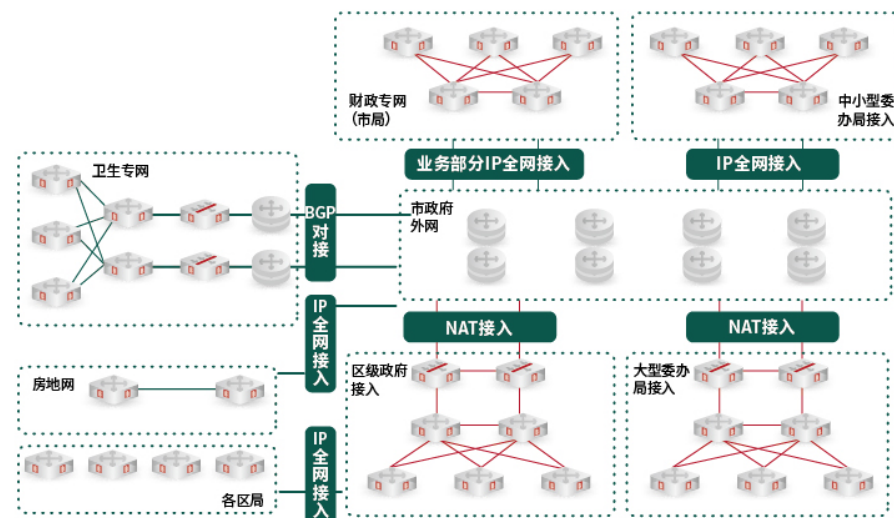 财政专网
(市局)
中小型委
办局接入
业务部分IP全网接入
IP全网接入
卫生专网
BGP
对接
市政府
外网
IP
全网接入
NAT接入
NAT接入
房地网
区级政府
接入
大型委办
局接入
IP
全网接入
各区局